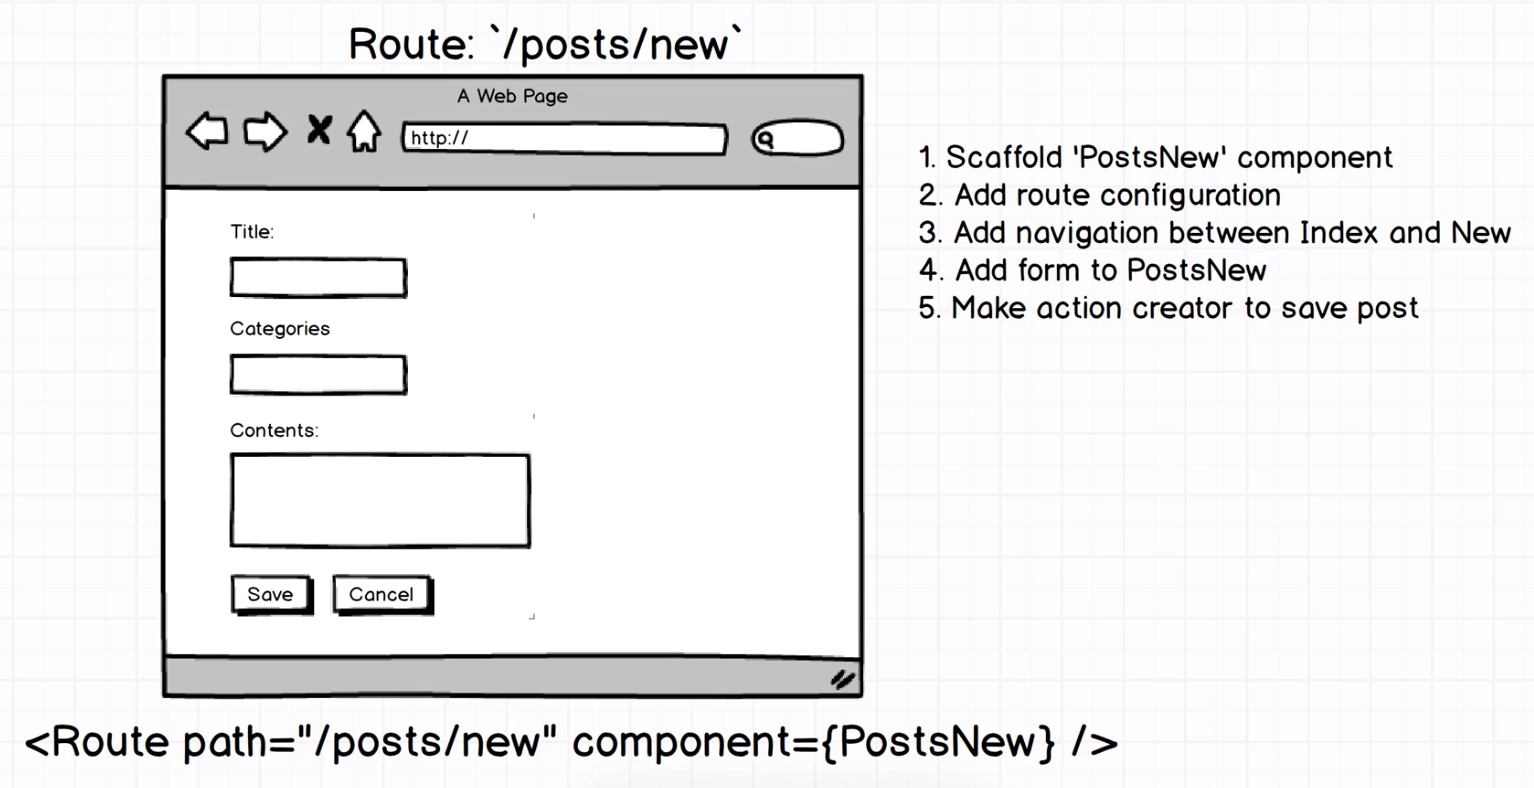 Route: `/posts/new`
A Web Page
http://
Title:
Categories
Contents:
Save
Cancel
1. Scaffold 'PostsNew' component
2. Add route configuration
3. Add navigation between Index and New
4. Add form to PostsNew
5. Make action creator to save post
<Route path="/posts/new" component={PostsNew} />